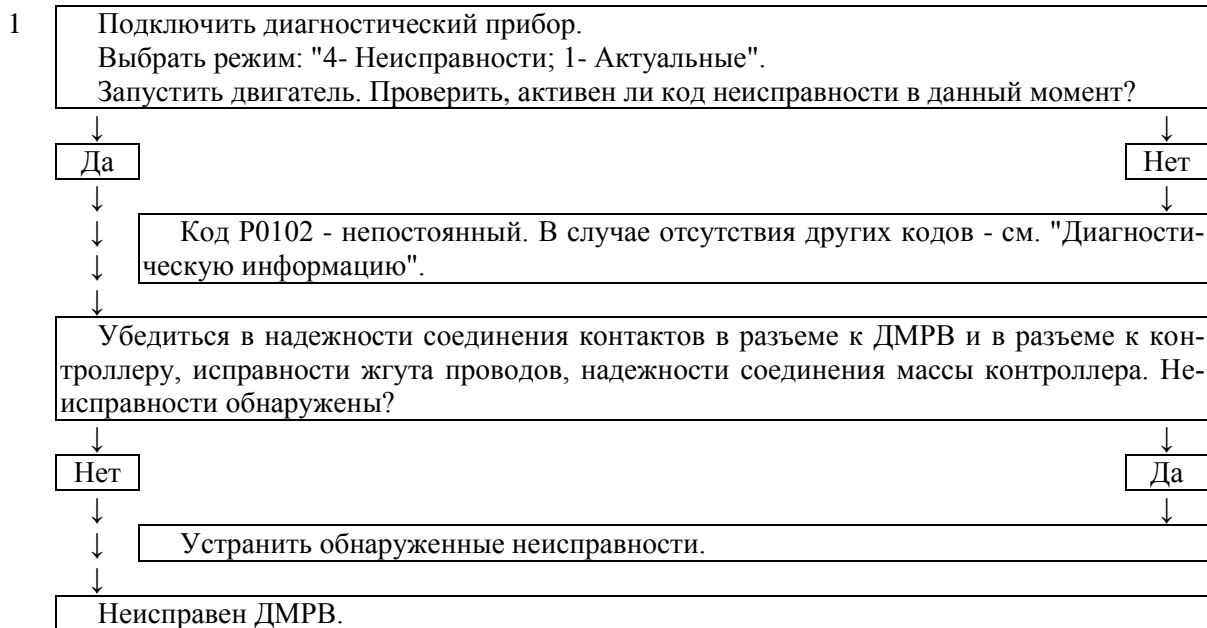 1 Подключить диагностический прибор.
Выбрать режим: "4- Неисправности; 1- Актуальные".
Запустить двигатель. Проверить, активен ли код неисправности в данный момент?
↓ ↓
Да Нет
↓ ↓
↓ Код Р0102 - непостоянный. В случае отсутствия других кодов - см. "Диагности-
↓ ческую информацию".
↓
Убедиться в надежности соединения контактов в разъеме к ДМРВ и в разъеме к кон-
троллеру, исправности жгута проводов, надежности соединения массы контроллера. Не-
исправности обнаружены?
↓ ↓
Нет Да
↓ ↓
↓ Устранить обнаруженные неисправности.
↓
Неисправен ДМРВ.